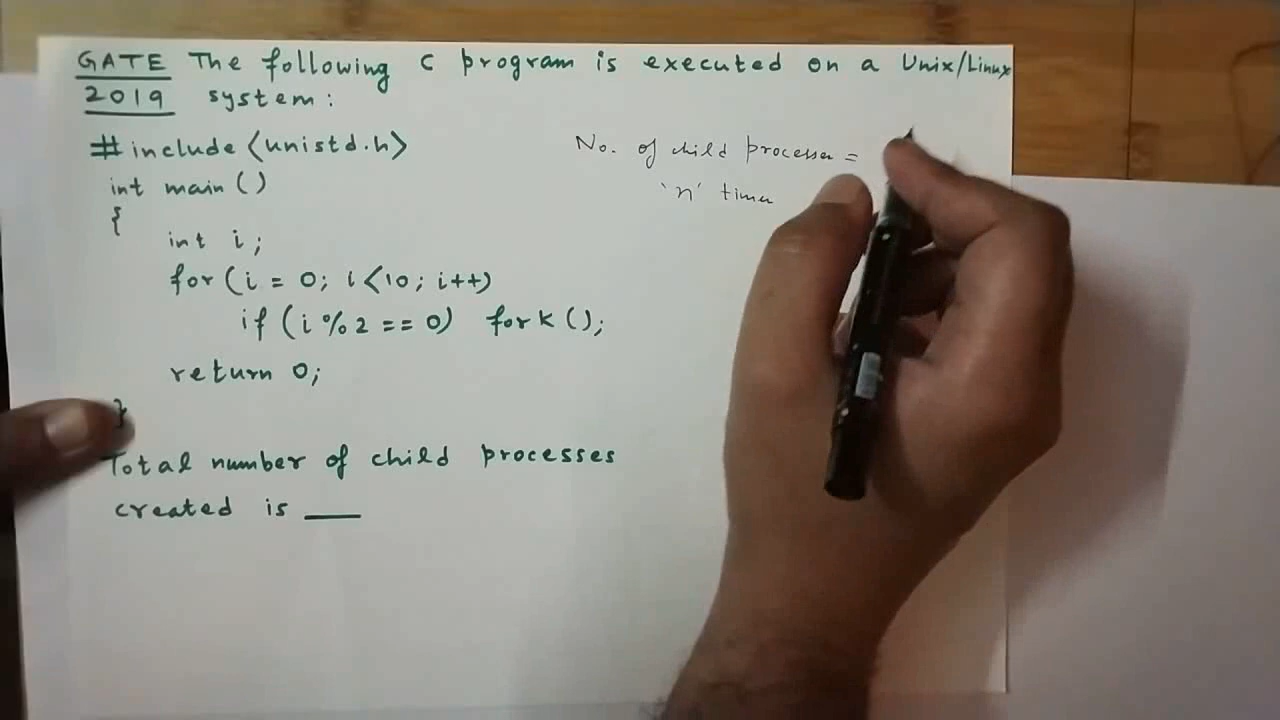 GATE The following C program is executed on a Unix/Linux
2019 system:
#include <unistd.h>
int main()
{
int i;
for(i = 0; i<10; i++)
if (i%2 == 0) fork();
return 0;
}
Total number of child processes
created is ___
No. of child processes =
'n' times